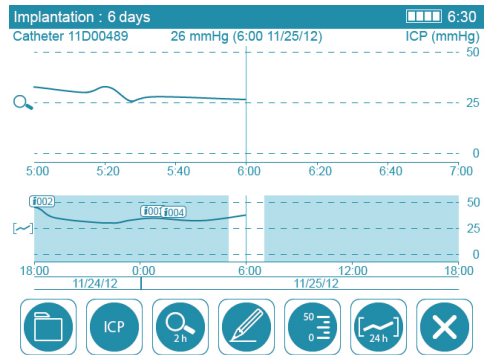 Implantation : 6 days 6:30
Catheter 11D00489 26 mmHg (6:00 11/25/12) ICP (mmHg)
50
25
0
5:00 5:20 5:40 6:00 6:20 6:40 7:00
i002 i004
50
25
0
18:00 0:00 6:00 12:00 18:00
11/24/12 11/25/12
ICP 2 h 50 0 24 h